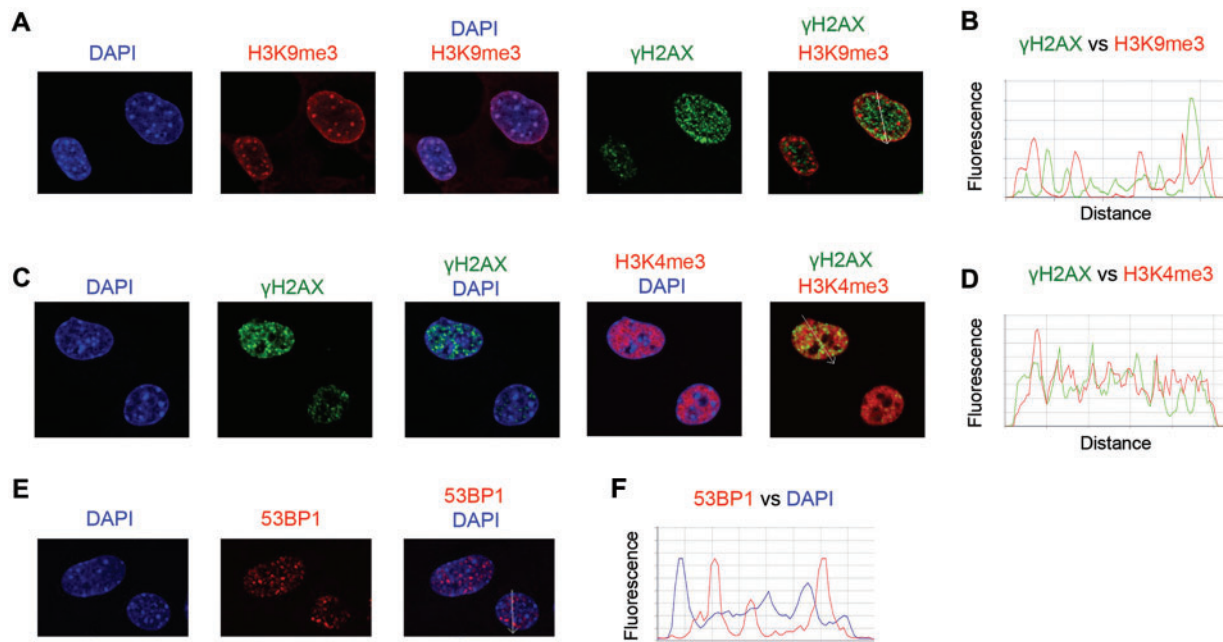 A
DAPI
H3K9me3
DAPI
H3K9me3
γH2AX
γH2AX
H3K9me3
B
γH2AX vs H3K9me3
Fluorescence
Distance
C
DAPI
γH2AX
γH2AX
DAPI
H3K4me3
DAPI
γH2AX
H3K4me3
D
γH2AX vs H3K4me3
Fluorescence
Distance
E
DAPI
53BP1
53BP1
DAPI
F
53BP1 vs DAPI
Fluorescence